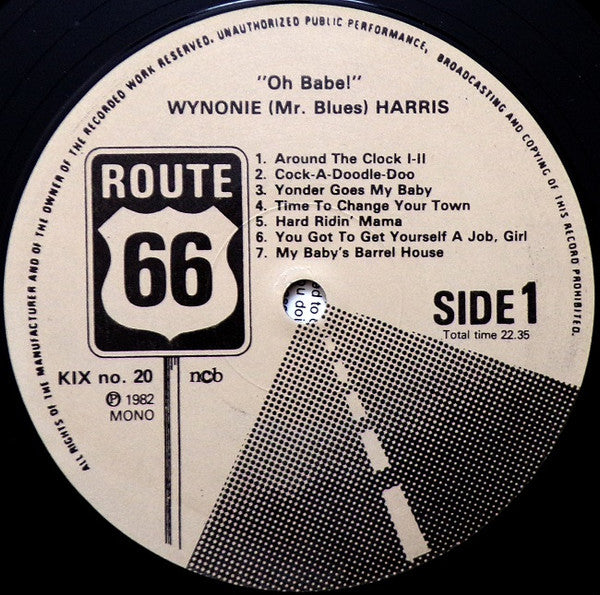 ALL RIGHTS OF THE MANUFACTURER AND OF THE OWNER OF THE RECORDED WORK RESERVED. UNAUTHORIZED PUBLIC PERFORMANCE, BROADCASTING AND COPYING OF THIS RECORD PROHIBITED.
"Oh Babe!"
WYNONIE (Mr. Blues) HARRIS
ROUTE
66
1. Around The Clock I-II
2. Cock-A-Doodle-Doo
3. Yonder Goes My Baby
4. Time To Change Your Town
5. Hard Ridin' Mama
6. You Got To Get Yourself A Job, Girl
7. My Baby's Barrel House
SIDE 1
Total time 22.35
KIX no. 20 ncb
℗ 1982
MONO